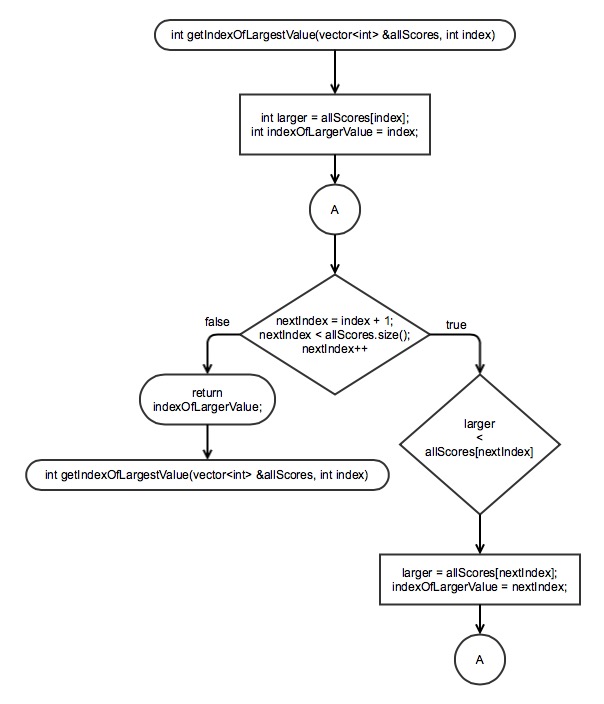 int getIndexOfLargestValue(vector<int> &allScores, int index)
int larger = allScores[index];
int indexOfLargerValue = index;
A
false
nextIndex = index + 1;
nextIndex < allScores.size();
nextIndex++
true
return
indexOfLargerValue;
int getIndexOfLargestValue(vector<int> &allScores, int index)
larger
<
allScores[nextIndex]
larger = allScores[nextIndex];
indexOfLargerValue = nextIndex;
A